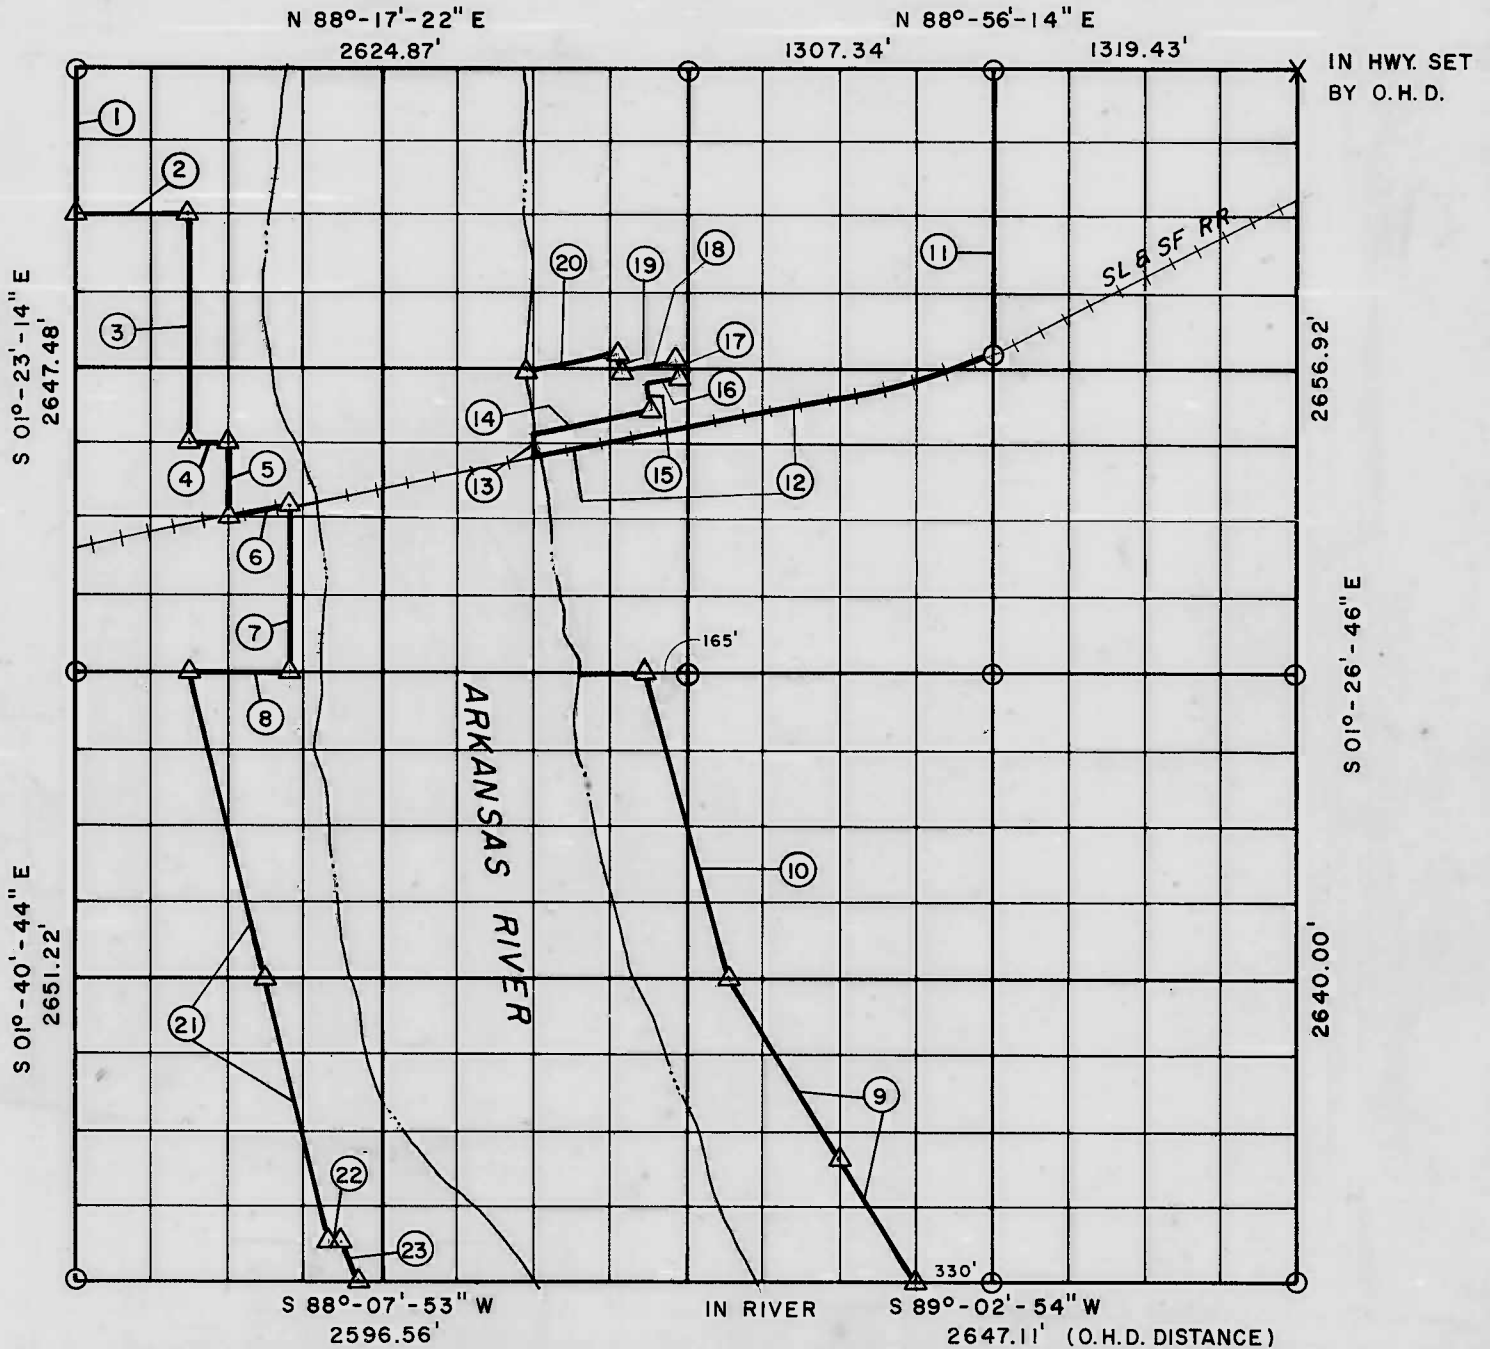 N 88°-17'-22" E
2624.87'
N 88°-56'-14" E
1307.34'
1319.43'
IN HWY. SET
BY O.H.D.
1
2
3
4
5
6
7
8
S 01°-23'-14" E
2647.48'
20
19
18
17
16
15
14
13
12
11
SL & SF RR
2656.92'
S 01°-26'-46" E
2640.00'
165'
ARKANSAS RIVER
10
9
S 01°-40'-44" E
2651.22'
21
22
23
330'
S 88°-07'-53" W
2596.56'
IN RIVER
S 89°-02'-54" W
2647.11' (O.H.D. DISTANCE)